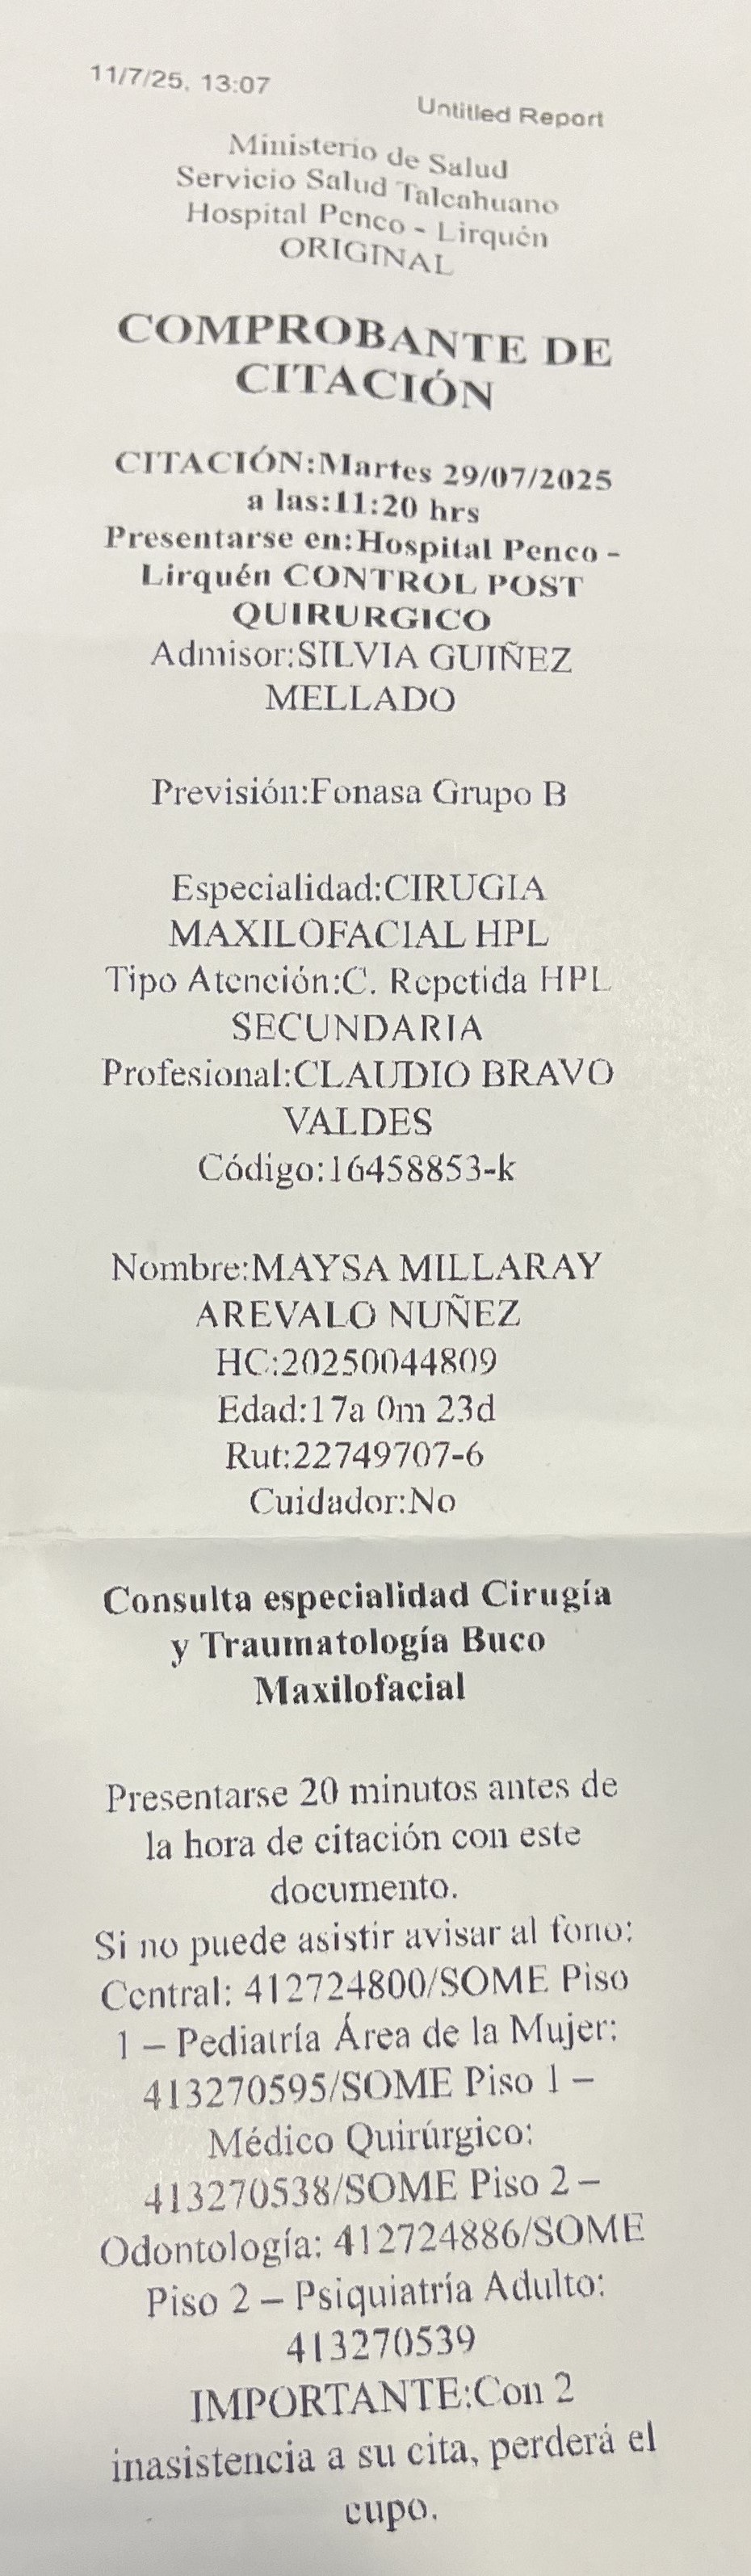 11/7/25, 13:07
Untitled Report
Ministerio de Salud
Servicio Salud Talcahuano
Hospital Penco - Lirquén
ORIGINAL
COMPROBANTE DE
CITACIÓN
CITACIÓN:Martes 29/07/2025
a las:11:20 hrs
Presentarse en:Hospital Penco -
Lirquén CONTROL POST
QUIRURGICO
Admisor:SILVIA GUIÑEZ
MELLADO
Previsión:Fonasa Grupo B
Especialidad:CIRUGIA
MAXILOFACIAL HPL
Tipo Atención:C. Repetida HPL
SECUNDARIA
Profesional:CLAUDIO BRAVO
VALDES
Código:16458853-k
Nombre:MAYSA MILLARAY
AREVALO NUÑEZ
HC:20250044809
Edad:17a 0m 23d
Rut:22749707-6
Cuidador:No
Consulta especialidad Cirugía
y Traumatología Buco
Maxilofacial
Presentarse 20 minutos antes de
la hora de citación con este
documento.
Si no puede asistir avisar al fono:
Central: 412724800/SOME Piso
1 – Pediatría Área de la Mujer:
413270595/SOME Piso 1 –
Médico Quirúrgico:
413270538/SOME Piso 2 –
Odontología: 412724886/SOME
Piso 2 – Psiquiatría Adulto:
413270539
IMPORTANTE:Con 2
inasistencia a su cita, perderá el
cupo.